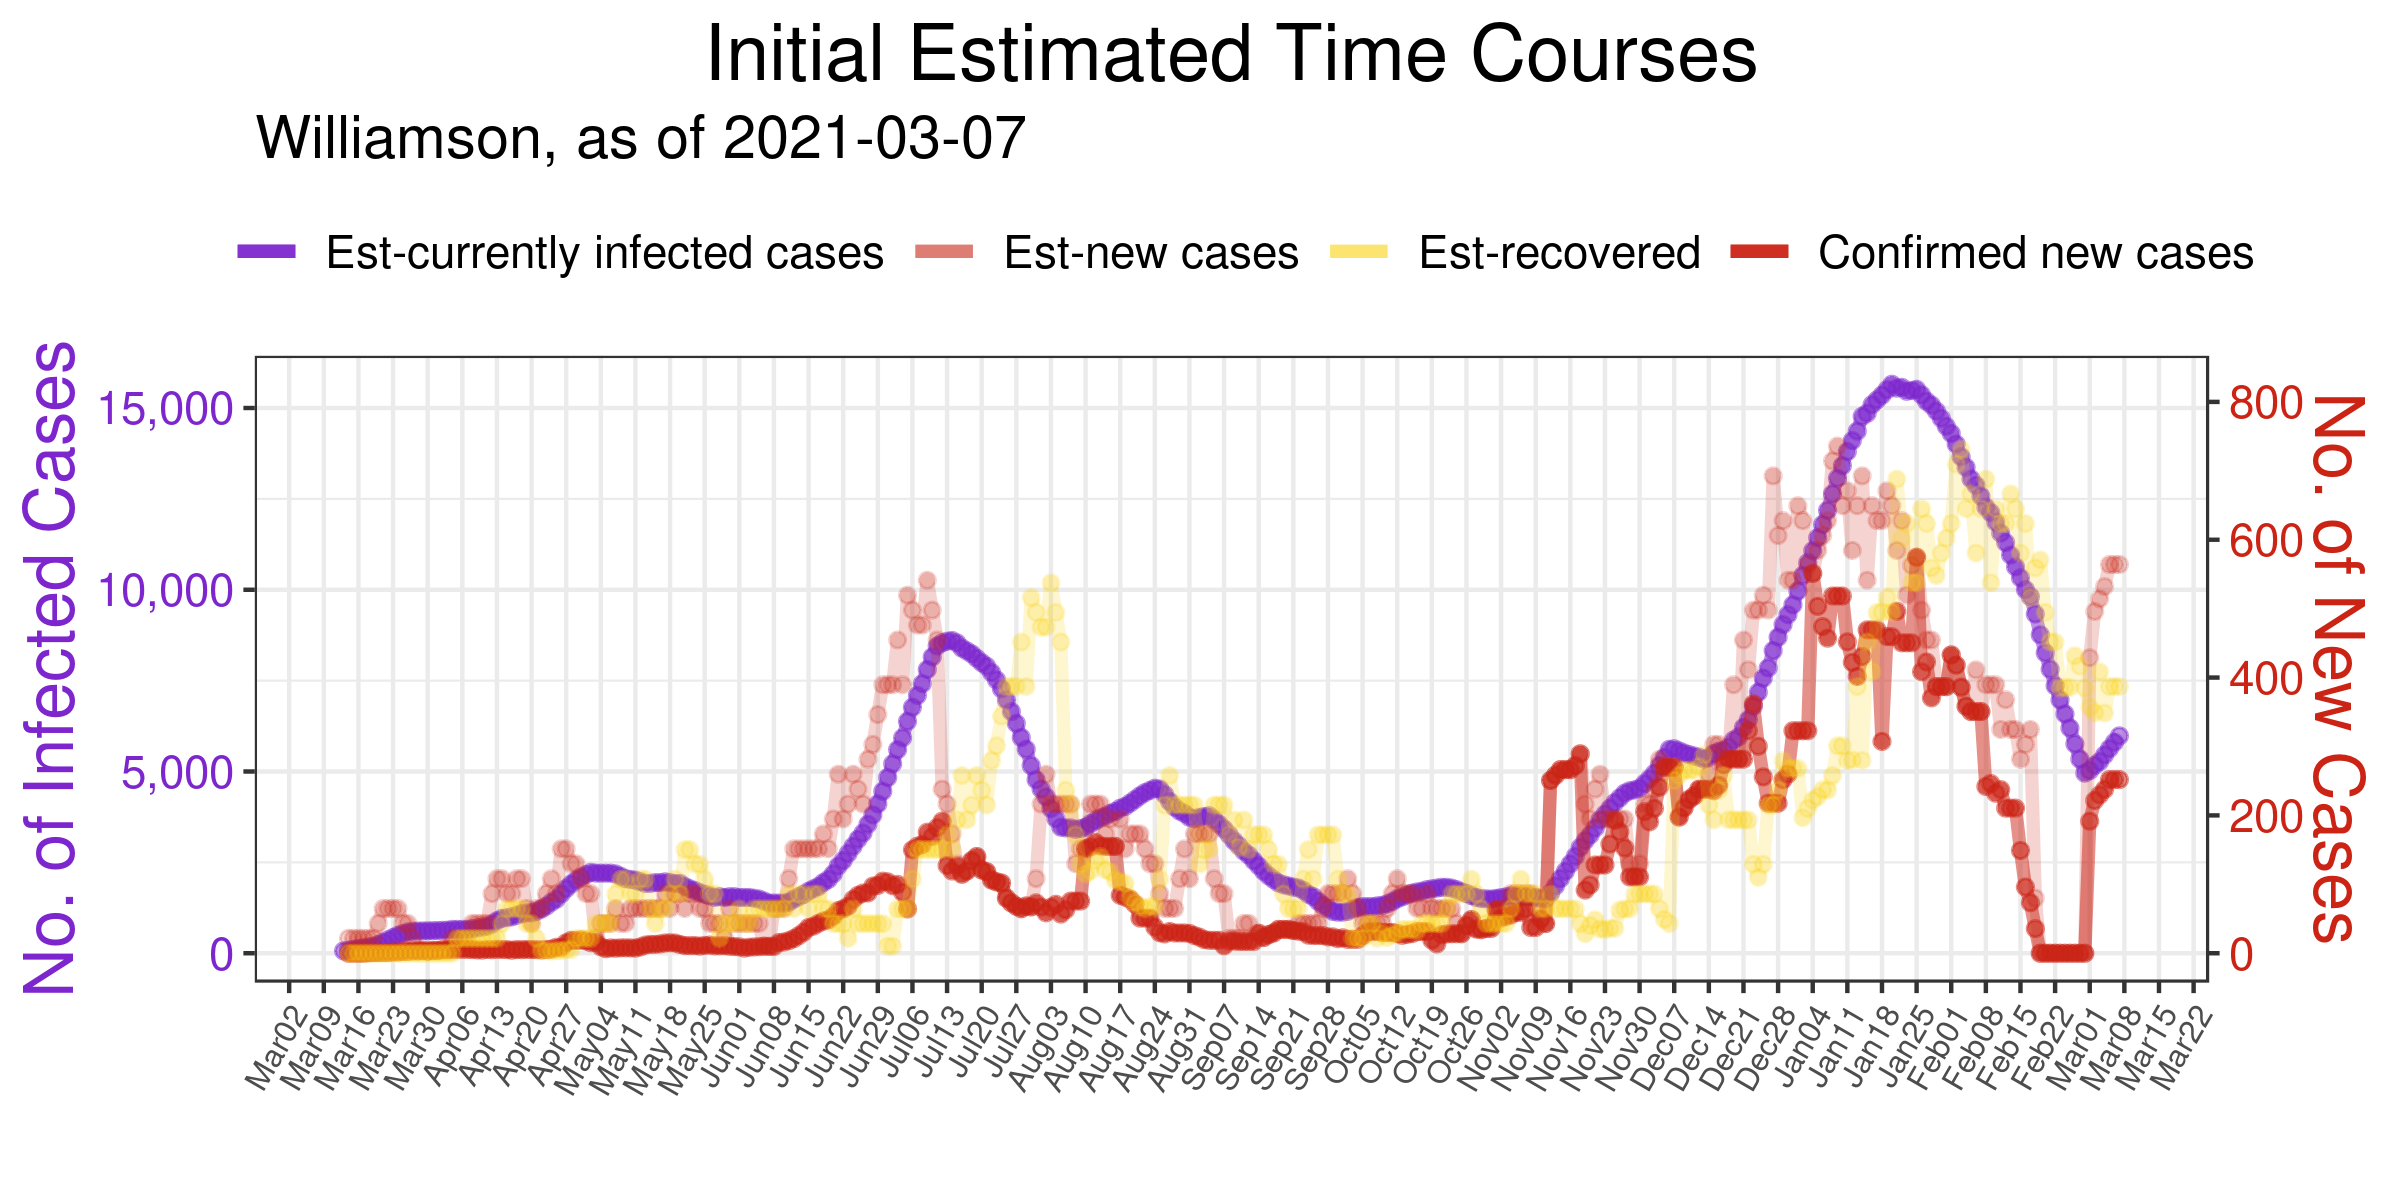 Initial Estimated Time Courses
Williamson, as of 2021-03-07
Est-currently infected cases Est-new cases Est-recovered Confirmed new cases
No. of Infected Cases
15,000
10,000
5,000
0
800
600
400
200
0
No. of New Cases
Mar02 Mar09 Mar16 Mar23 Mar30 Apr06 Apr13 Apr20 Apr27 May04 May11 May18 May25 Jun01 Jun08 Jun15 Jun22 Jun29 Jul06 Jul13 Jul20 Jul27 Aug03 Aug10 Aug17 Aug24 Aug31 Sep07 Sep14 Sep21 Sep28 Oct05 Oct12 Oct19 Oct26 Nov02 Nov09 Nov16 Nov23 Nov30 Dec07 Dec14 Dec21 Dec28 Jan04 Jan11 Jan18 Jan25 Feb01 Feb08 Feb15 Feb22 Mar01 Mar08 Mar15 Mar22